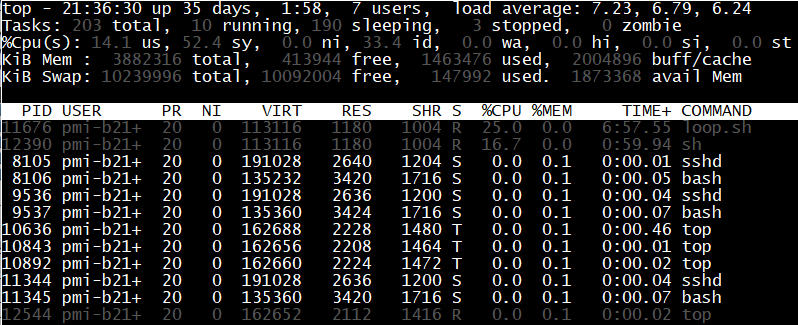 top - 21:36:30 up 35 days,  1:58,  7 users,  load average: 7.23, 6.79, 6.24
Tasks: 203 total,  10 running, 190 sleeping,   3 stopped,   0 zombie
%Cpu(s): 14.1 us, 52.4 sy,  0.0 ni, 33.4 id,  0.0 wa,  0.0 hi,  0.0 si,  0.0 st
KiB Mem :  3882316 total,   413944 free,  1463476 used,  2004896 buff/cache
KiB Swap: 10239996 total, 10092004 free,   147992 used.  1873368 avail Mem
PID USER      PR  NI    VIRT    RES    SHR S  %CPU %MEM     TIME+ COMMAND
11676 pmi-b21+  20   0  113116   1180   1004 R  25.0  0.0   6:57.55 loop.sh
12390 pmi-b21+  20   0  113116   1180   1004 R  16.7  0.0   0:59.94 sh
8105 pmi-b21+  20   0  191028   2640   1204 S   0.0  0.1   0:00.01 sshd
8106 pmi-b21+  20   0  135232   3420   1716 S   0.0  0.1   0:00.05 bash
9536 pmi-b21+  20   0  191028   2636   1200 S   0.0  0.1   0:00.04 sshd
9537 pmi-b21+  20   0  135360   3424   1716 S   0.0  0.1   0:00.07 bash
10636 pmi-b21+  20   0  162688   2228   1480 T   0.0  0.1   0:00.46 top
10843 pmi-b21+  20   0  162656   2208   1464 T   0.0  0.1   0:00.01 top
10892 pmi-b21+  20   0  162660   2224   1472 T   0.0  0.1   0:00.02 top
11344 pmi-b21+  20   0  191028   2636   1200 S   0.0  0.1   0:00.04 sshd
11345 pmi-b21+  20   0  135360   3420   1716 S   0.0  0.1   0:00.07 bash
12544 pmi-b21+  20   0  162652   2112   1416 R   0.0  0.1   0:00.02 top